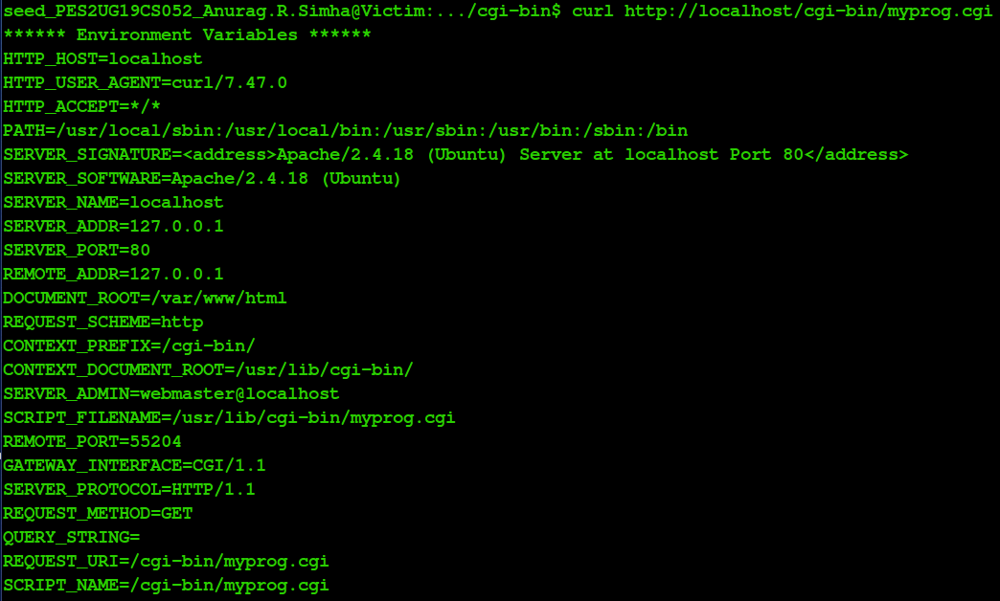 seed_PES2UG19CS052_Anurag.R.Simha@Victim:.../cgi-bin$ curl http://localhost/cgi-bin/myprog.cgi
****** Environment Variables ******
HTTP_HOST=localhost
HTTP_USER_AGENT=curl/7.47.0
HTTP_ACCEPT=*/*
PATH=/usr/local/sbin:/usr/local/bin:/usr/sbin:/usr/bin:/sbin:/bin
SERVER_SIGNATURE=<address>Apache/2.4.18 (Ubuntu) Server at localhost Port 80</address>
SERVER_SOFTWARE=Apache/2.4.18 (Ubuntu)
SERVER_NAME=localhost
SERVER_ADDR=127.0.0.1
SERVER_PORT=80
REMOTE_ADDR=127.0.0.1
DOCUMENT_ROOT=/var/www/html
REQUEST_SCHEME=http
CONTEXT_PREFIX=/cgi-bin/
CONTEXT_DOCUMENT_ROOT=/usr/lib/cgi-bin/
SERVER_ADMIN=webmaster@localhost
SCRIPT_FILENAME=/usr/lib/cgi-bin/myprog.cgi
REMOTE_PORT=55204
GATEWAY_INTERFACE=CGI/1.1
SERVER_PROTOCOL=HTTP/1.1
REQUEST_METHOD=GET
QUERY_STRING=
REQUEST_URI=/cgi-bin/myprog.cgi
SCRIPT_NAME=/cgi-bin/myprog.cgi